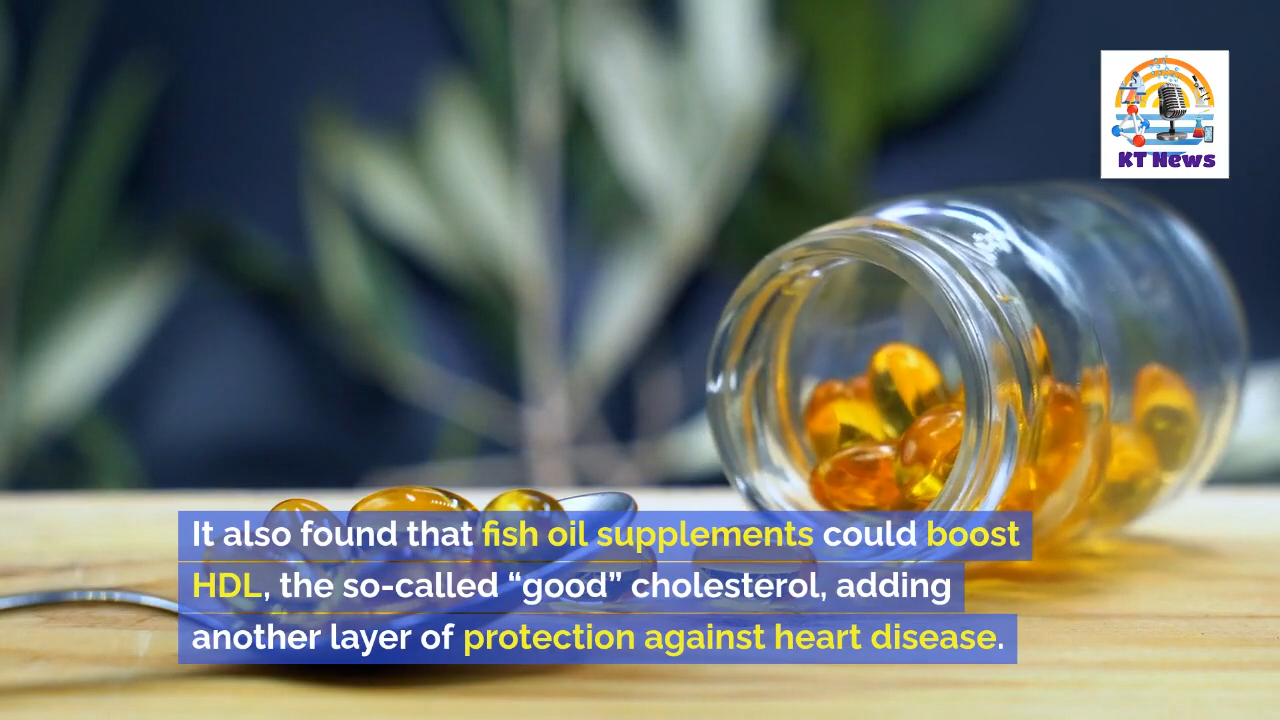 KT News
It also found that fish oil supplements could boost
HDL, the so-called “good” cholesterol, adding
another layer of protection against heart disease.